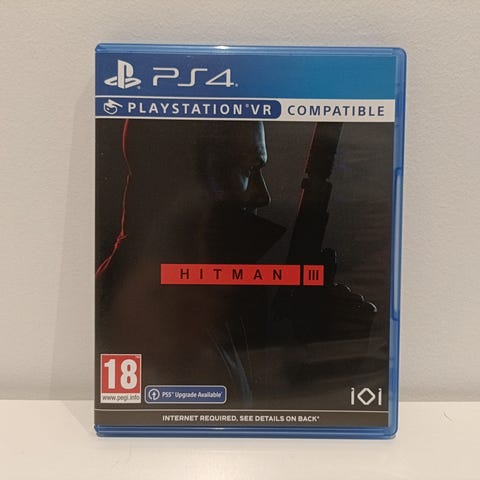 PS4
PLAYSTATION®VR COMPATIBLE
HITMAN III
18
www.pegi.info
PS5™ Upgrade Available*
IOI
INTERNET REQUIRED. SEE DETAILS ON BACK*